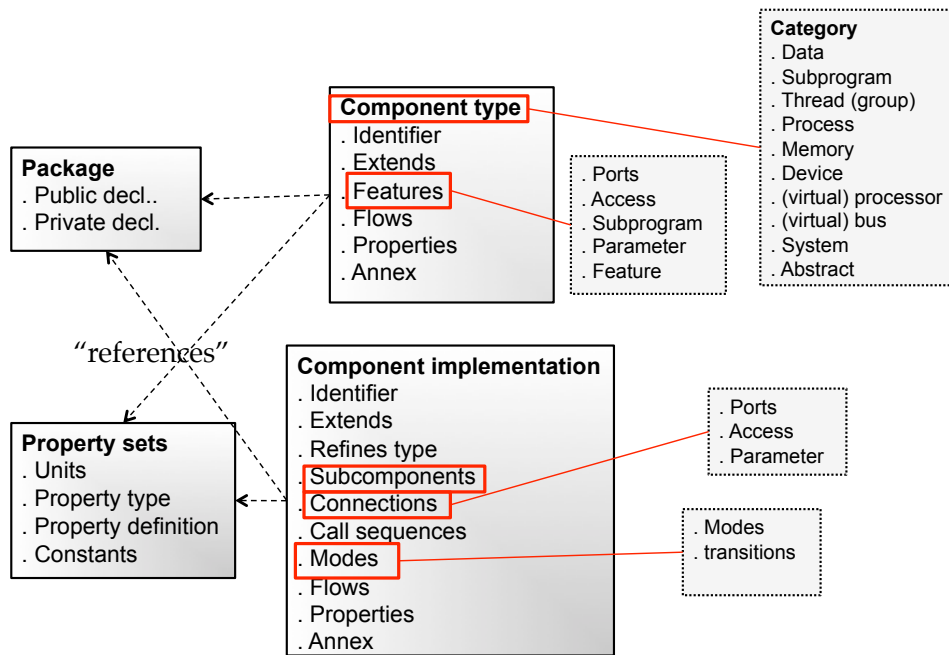 Category
. Data
. Subprogram
. Thread (group)
. Process
. Memory
. Device
. (virtual) processor
. (virtual) bus
. System
. Abstract
Component type
. Identifier
. Extends
. Features
. Flows
. Properties
. Annex
Package
. Public decl..
. Private decl.
. Ports
. Access
. Subprogram
. Parameter
. Feature
“references”
Component implementation
. Identifier
. Extends
. Refines type
. Subcomponents
. Connections
. Call sequences
. Modes
. Flows
. Properties
. Annex
Property sets
. Units
. Property type
. Property definition
. Constants
. Ports
. Access
. Parameter
. Modes
. transitions